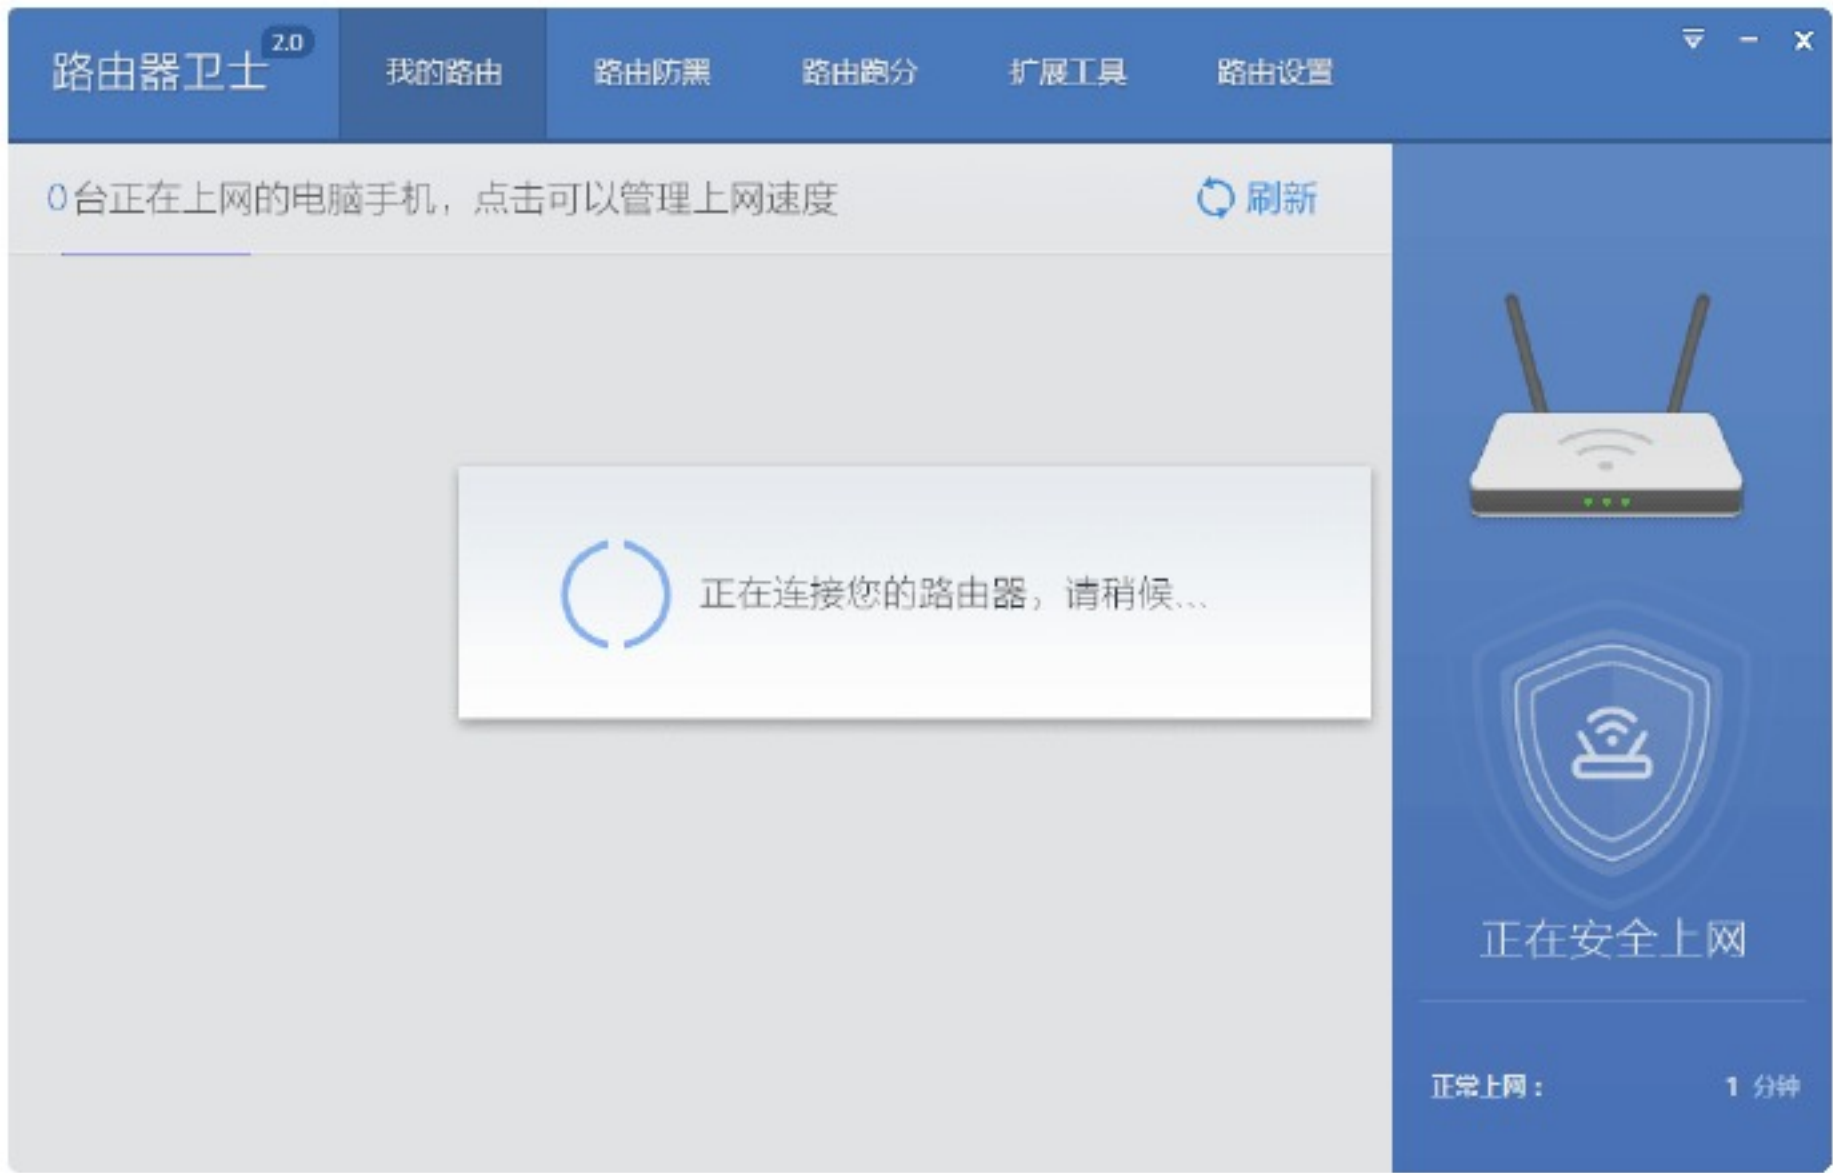 路由器卫士 2.0 我的路由 路由防黑 路由跑分 扩展工具 路由设置
0台正在上网的电脑手机，点击可以管理上网速度 刷新
正在连接您的路由器，请稍候...
正在安全上网
正常上网： 1 分钟